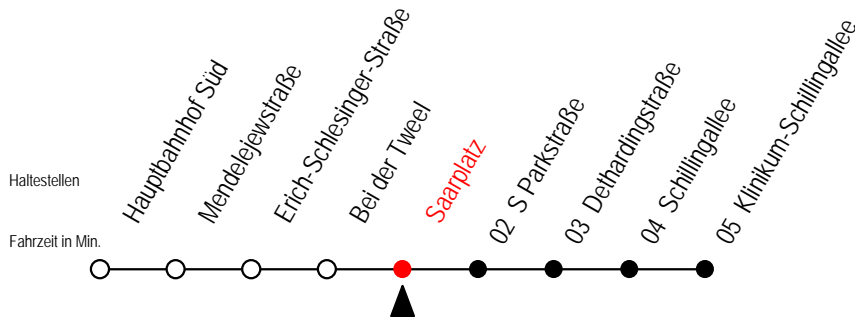 Haltestellen
Fahrzeit in Min.
Hauptbahnhof Süd
Mendelejewstraße
Erich-Schlesinger-Straße
Bei der Tweel
Saarplatz
02 S Parkstraße
03 Dethardingstraße
04 Schillingallee
05 Klinikum-Schillingallee